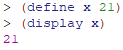 > (define x 21)
> (display x)
21